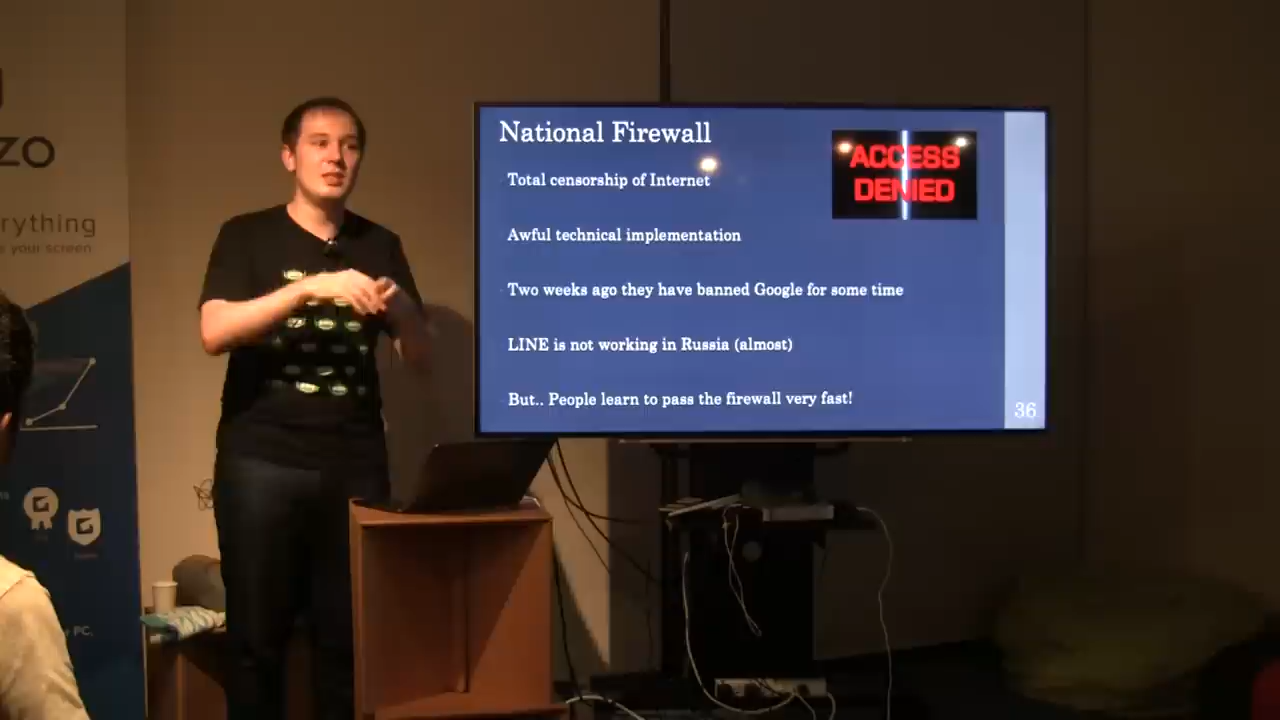 ZO
rything
your screen
PC.
National Firewall
ACCESS
DENIED
Total censorship of Internet
Awful technical implementation
Two weeks ago they have banned Google for some time
LINE is not working in Russia (almost)
But.. People learn to pass the firewall very fast!
36